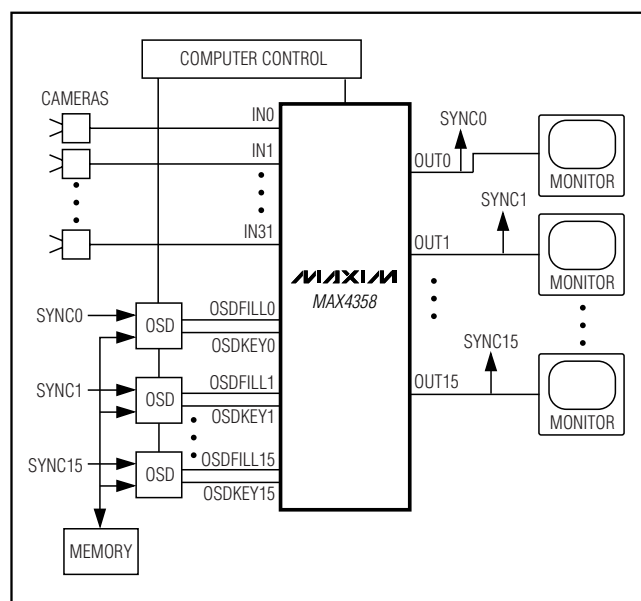 COMPUTER CONTROL
CAMERAS
IN0
IN1
IN31
SYNC0
OUT0
MONITOR
SYNC1
OUT1
MONITOR
SYNC15
OUT15
MONITOR
MAXIM
MAX4358
SYNC0
OSD
OSDFILL0
OSDKEY0
SYNC1
OSD
OSDFILL1
OSDKEY1
SYNC15
OSD
OSDFILL15
OSDKEY15
MEMORY